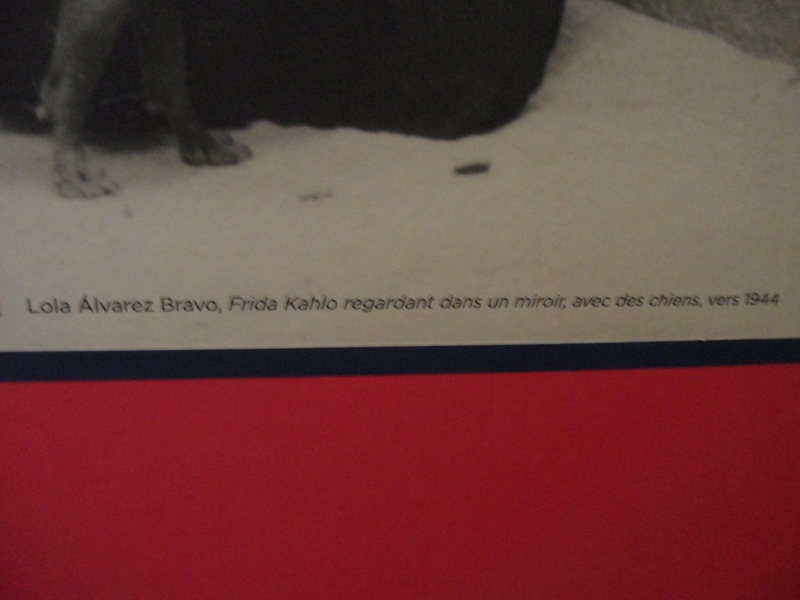 Lola Álvarez Bravo, Frida Kahlo regardant dans un miroir, avec des chiens, vers 1944